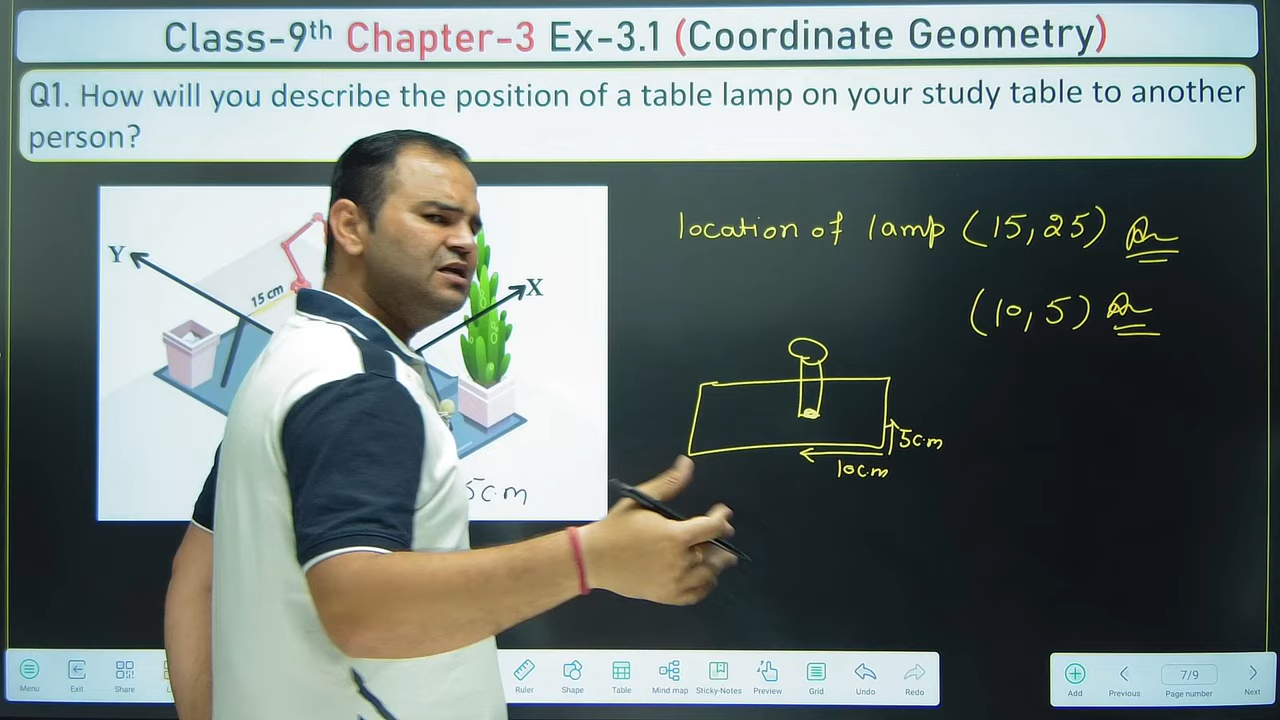 Class-9th Chapter-3 Ex-3.1 (Coordinate Geometry)
Q1. How will you describe the position of a table lamp on your study table to another
person?
location of lamp (15,25) Ans
(10,5) Ans
Y
X
15 cm
5c.m
5c.m
10c.m
Menu
Exit
Share
Ruler
Shape
Table
Mind map
Sticky-Notes
Preview
Grid
Undo
Redo
Add
Previous
7/9
Page number
Next